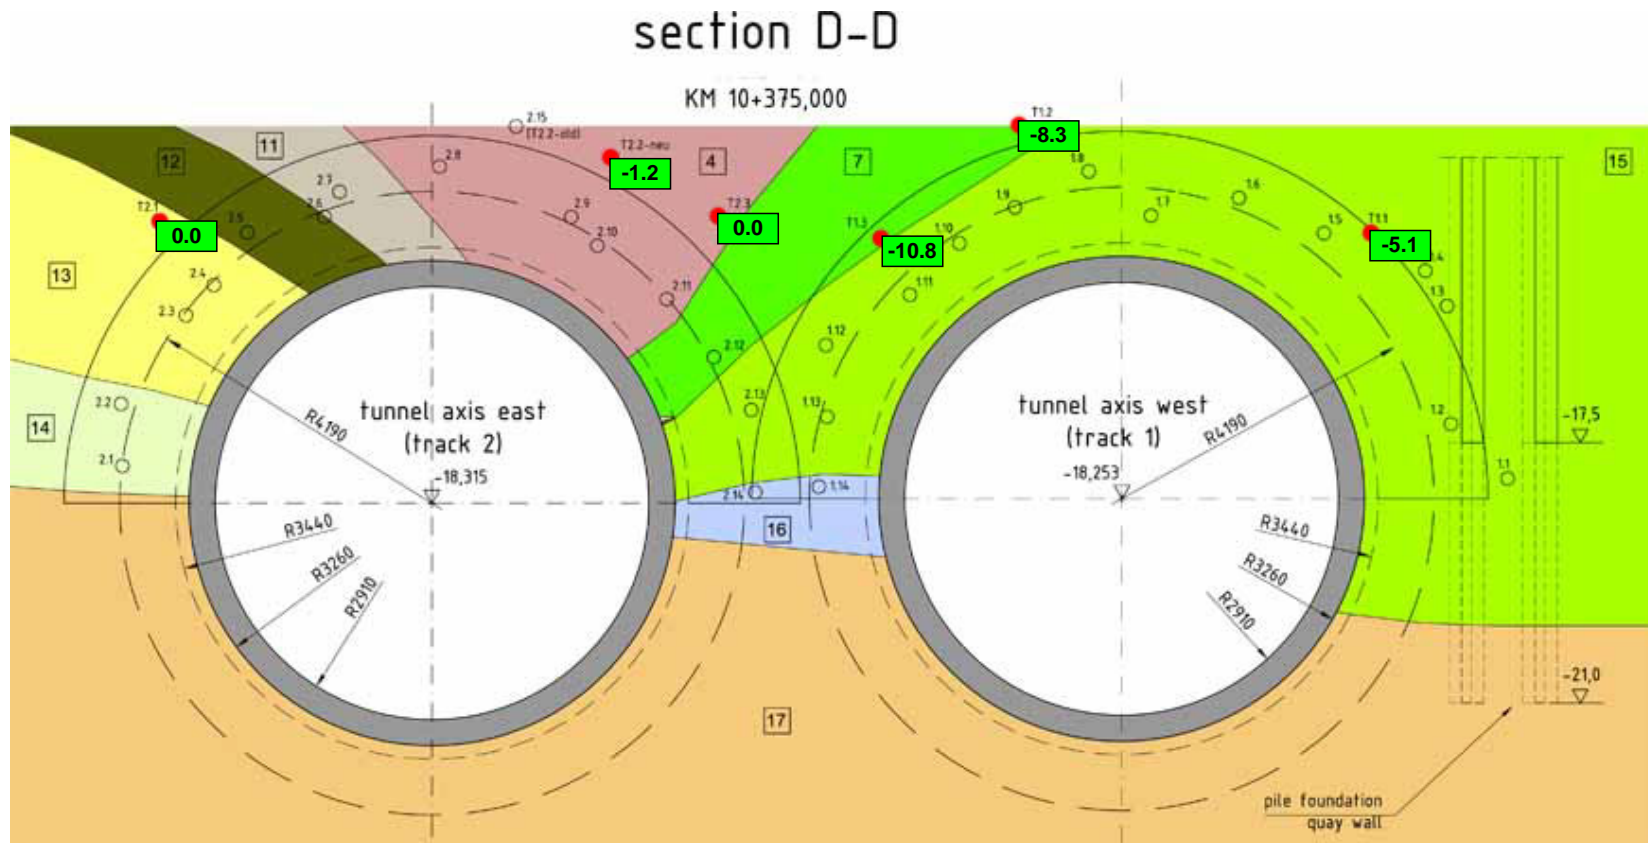 section D-D
KM 10+375,000
2.15
(T2.2-old)
T2.2-neu
-1.2
T1.2
-8.3
11
12
4
7
15
2.8
2.7
2.6
1.8
1.9
1.7
1.6
T2.1
0.0
2.5
T2.3
0.0
2.9
2.10
T1.3
-10.8
1.10
1.5
T1.1
-5.1
1.4
13
2.4
2.3
2.11
1.11
1.3
2.12
1.12
14
2.2
2.1
R4190
tunnel axis east
(track 2)
-18,315
2.13
1.13
tunnel axis west
(track 1)
-18,253
R4190
1.2
-17,5
1.1
2.14
1.14
16
R3440
R3260
R2910
R3440
R3260
R2910
17
-21,0
pile foundation
quay wall